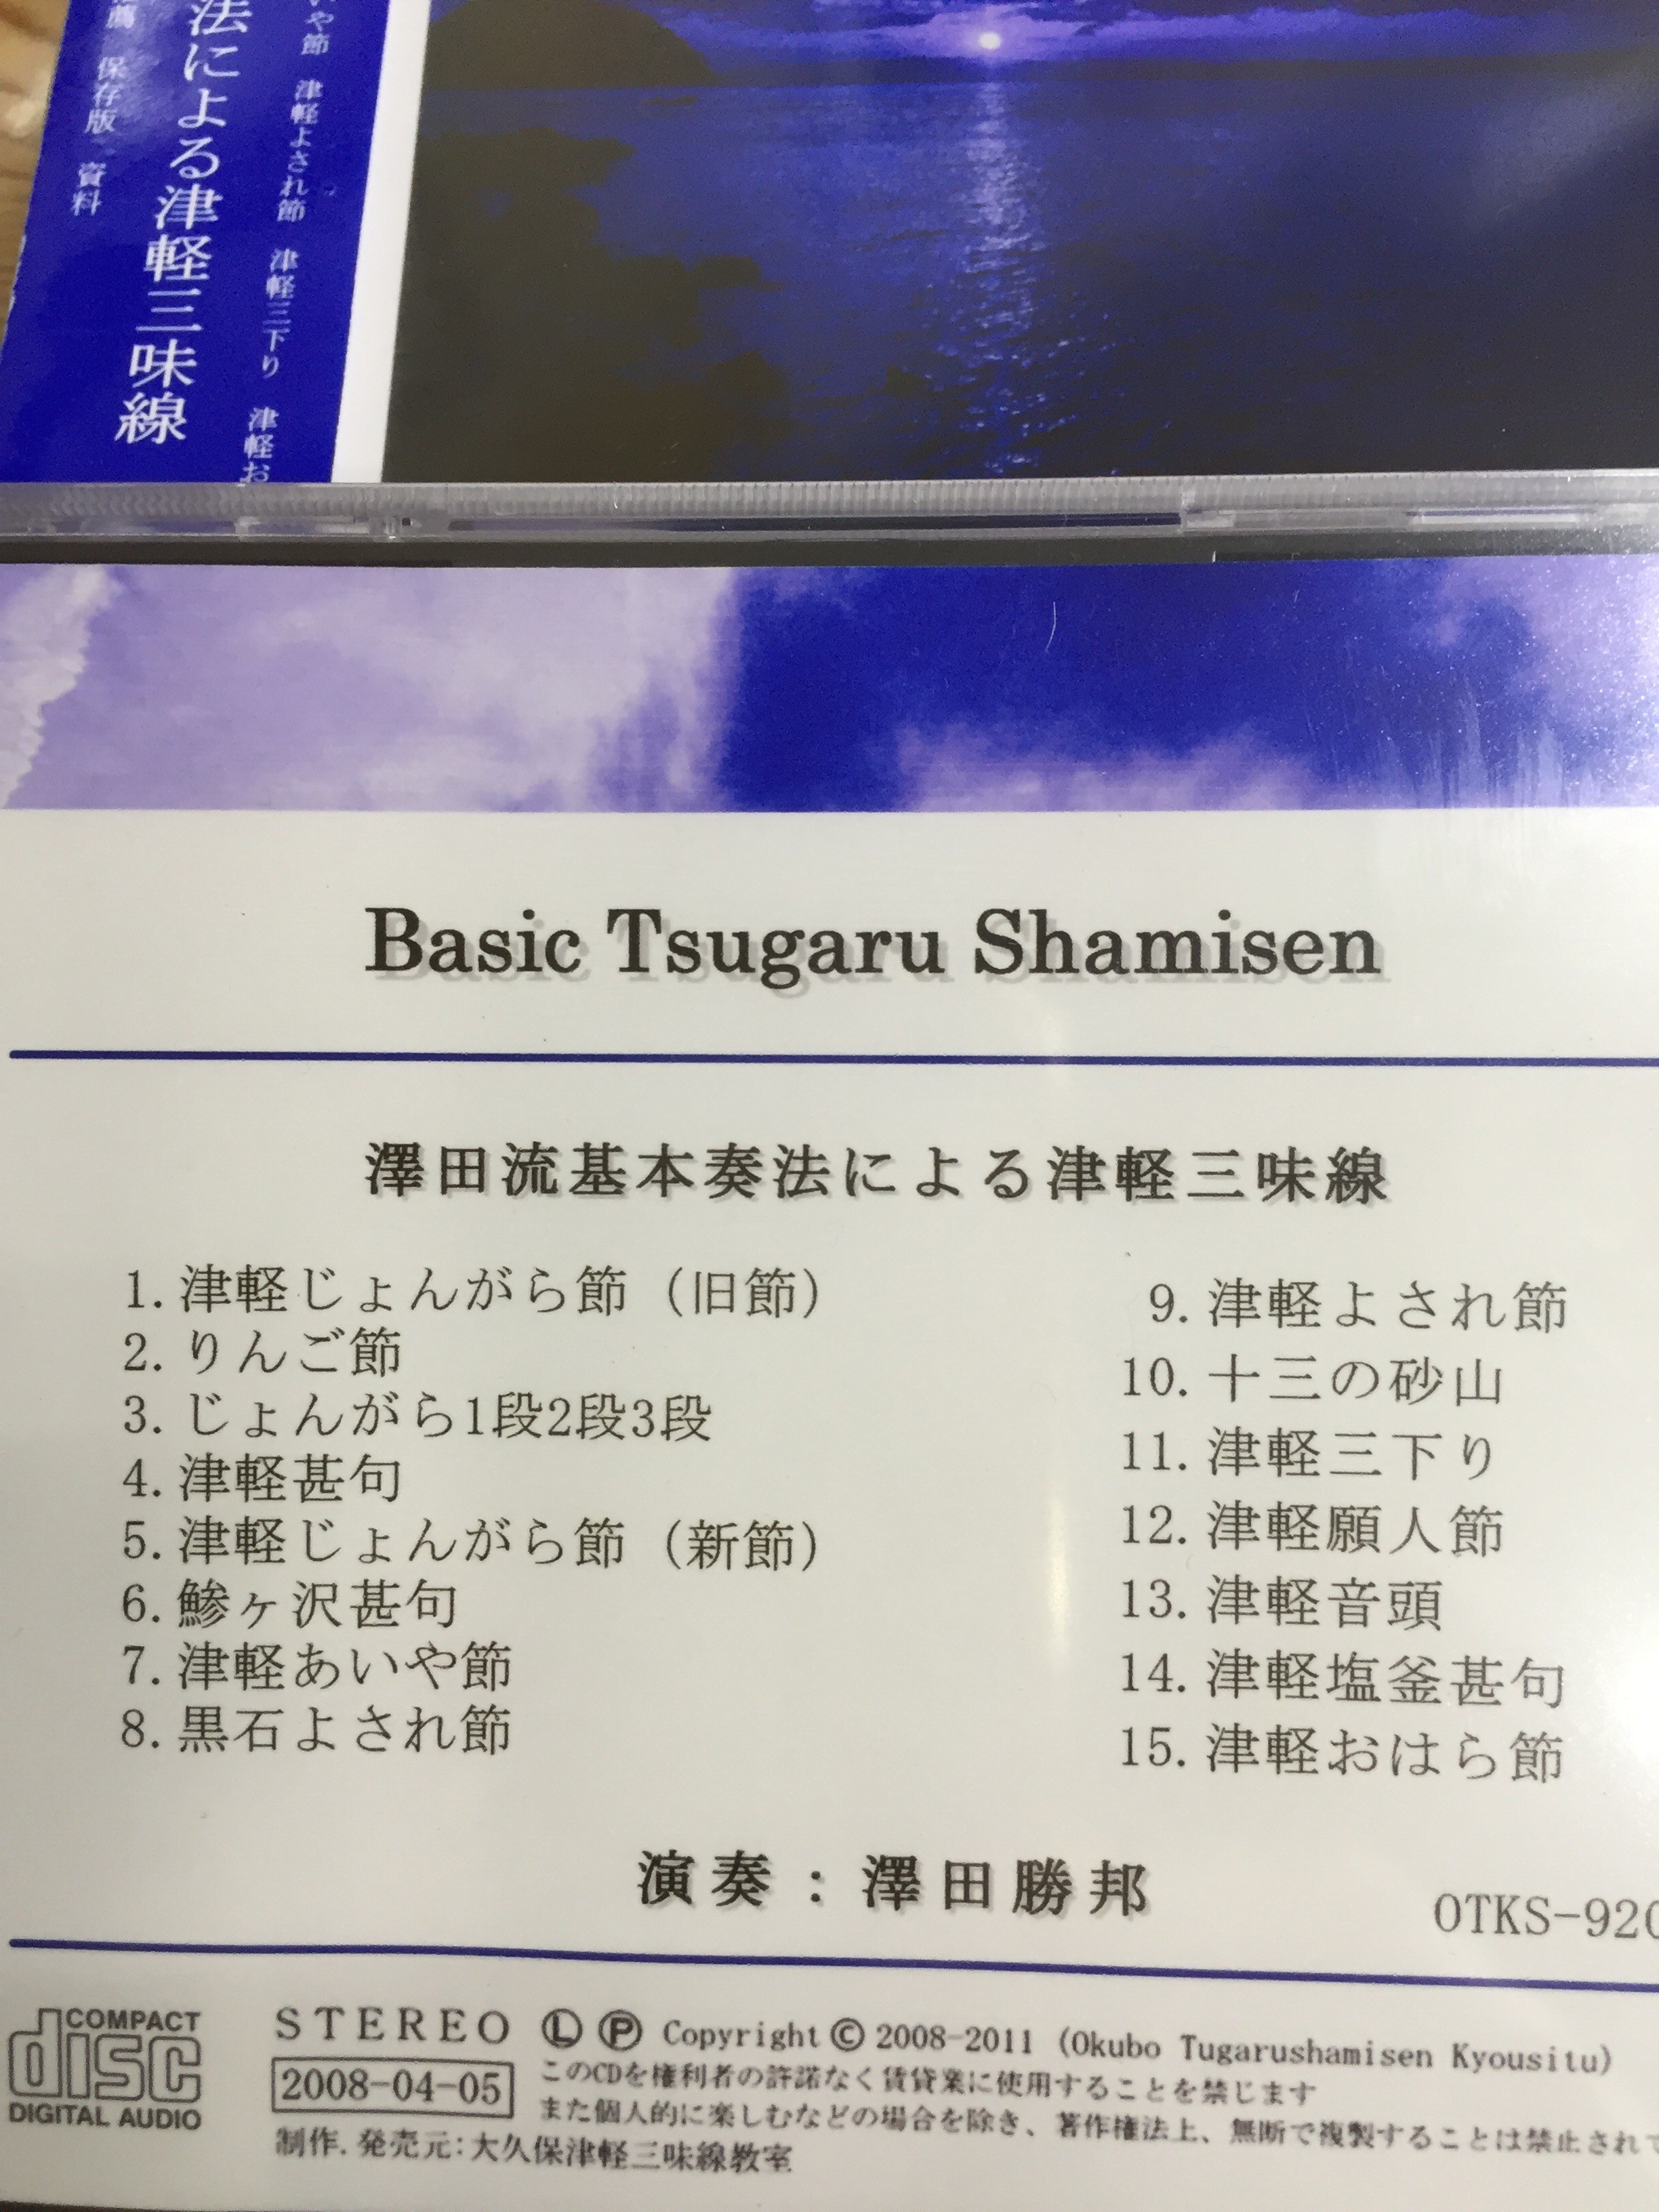 や節 津軽よされ節 津軽三下り 津軽お
法による津軽三味線
薦 保存版 資料
Basic Tsugaru Shamisen
澤田流基本奏法による津軽三味線
1. 津軽じょんがら節（旧節）
2. りんご節
3. じょんがら1段2段3段
4. 津軽甚句
5. 津軽じょんがら節（新節）
6. 鯵ヶ沢甚句
7. 津軽あいや節
8. 黒石よされ節
9. 津軽よされ節
10. 十三の砂山
11. 津軽三下り
12. 津軽願人節
13. 津軽音頭
14. 津軽塩釜甚句
15. 津軽おはら節
演奏：澤田勝邦
OTKS-920
COMPACT disc DIGITAL AUDIO
STEREO Ⓛ Ⓟ Copyright © 2008-2011 (Okubo Tugarushamisen Kyousitu)
2008-04-05
このCDを権利者の許諾なく賃貸業に使用することを禁じます
また個人的に楽しむなどの場合を除き、著作権法上、無断で複製することは禁止されて
制作.発売元：大久保津軽三味線教室